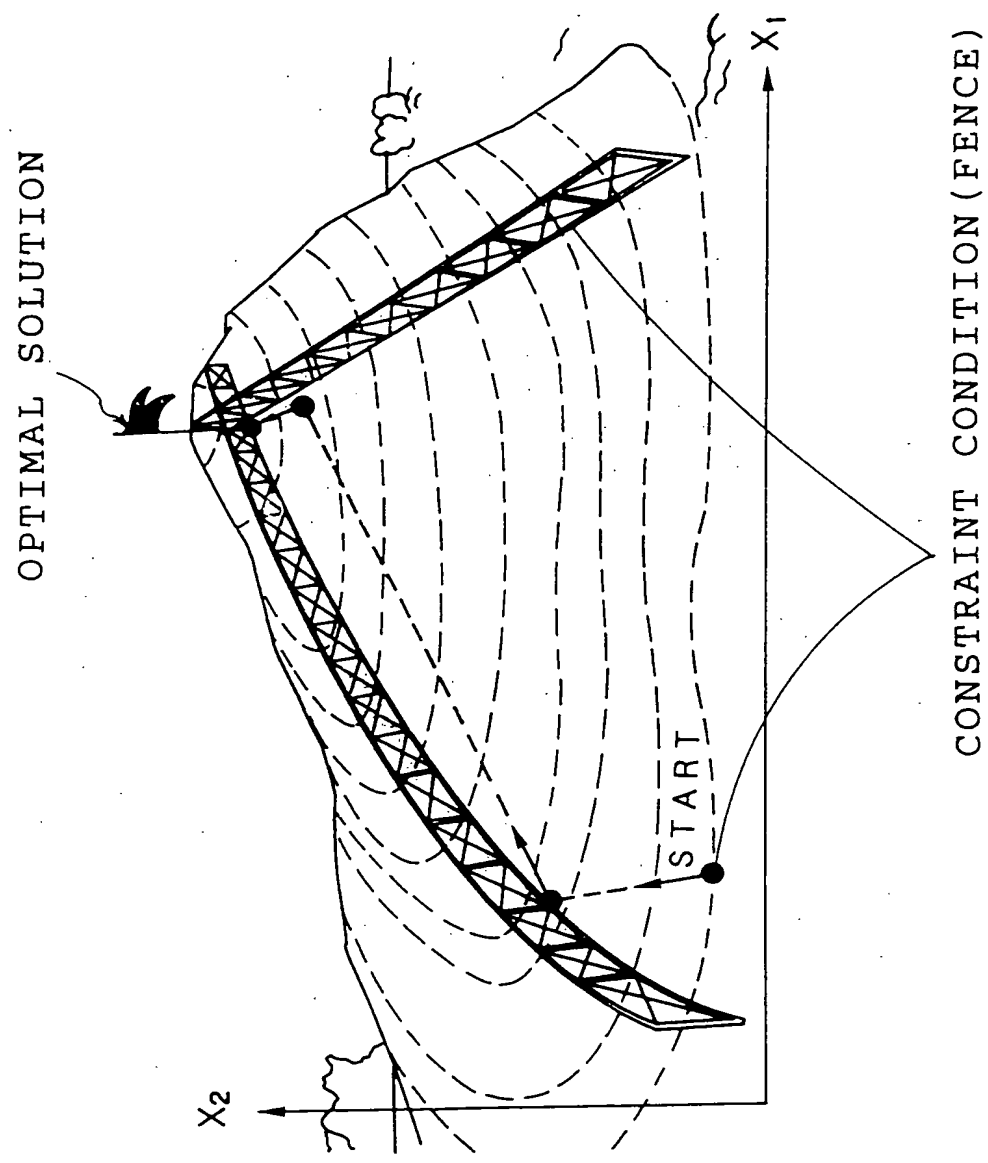 OPTIMAL SOLUTION
X2
X1
START
CONSTRAINT CONDITION (FENCE)